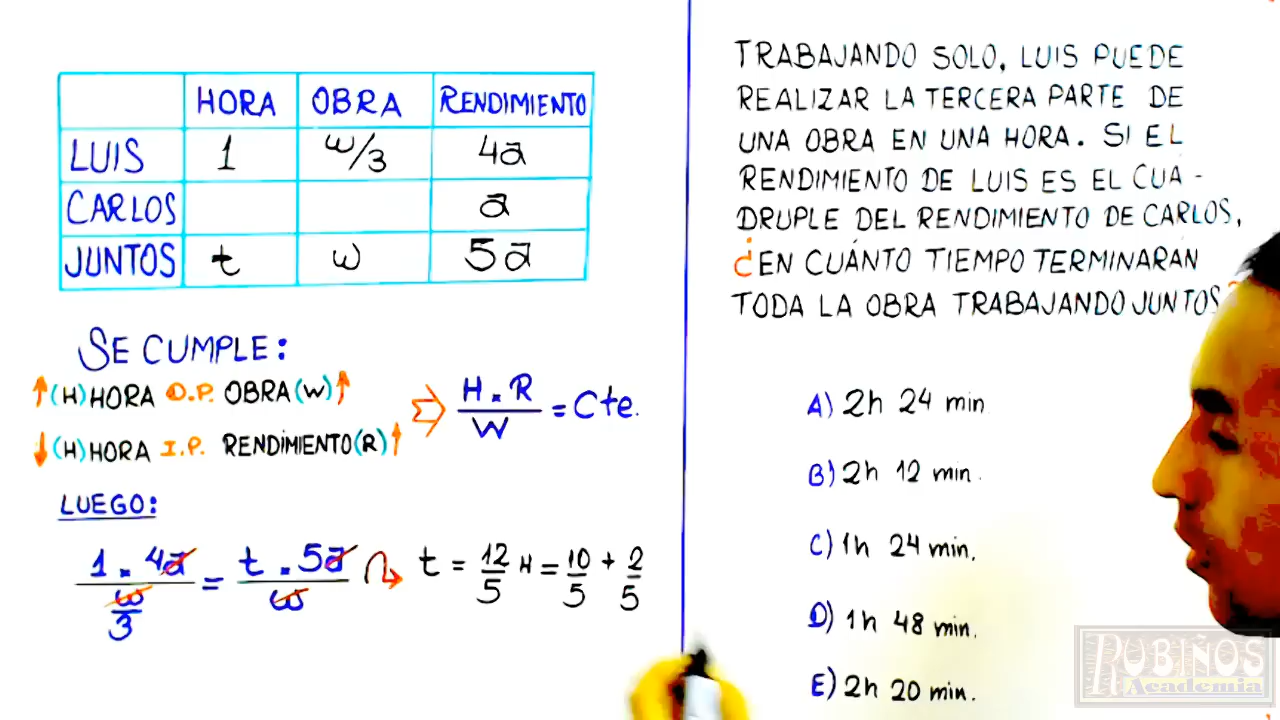 HORA OBRA RENDIMIENTO
LUIS 1 w/3 4a
CARLOS a
JUNTOS t w 5a
SE CUMPLE:
↑(H)HORA D.P. OBRA(W)↑
↓(H)HORA I.P. RENDIMIENTO(R)↑
⇒ H.R/W = Cte.
LUEGO:
1.4a/(w/3) = t.5a/w
t = 12/5 H = 10/5 + 2/5
TRABAJANDO SOLO, LUIS PUEDE
REALIZAR LA TERCERA PARTE DE
UNA OBRA EN UNA HORA. SI EL
RENDIMIENTO DE LUIS ES EL CUÁ-
DRUPLE DEL RENDIMIENTO DE CARLOS,
¿EN CUÁNTO TIEMPO TERMINARÁN
TODA LA OBRA TRABAJANDO JUNTOS
A) 2h 24 min
B) 2h 12 min.
C) 1h 24 min.
D) 1h 48 min.
E) 2h 20 min.
RUBIÑOS
Academia